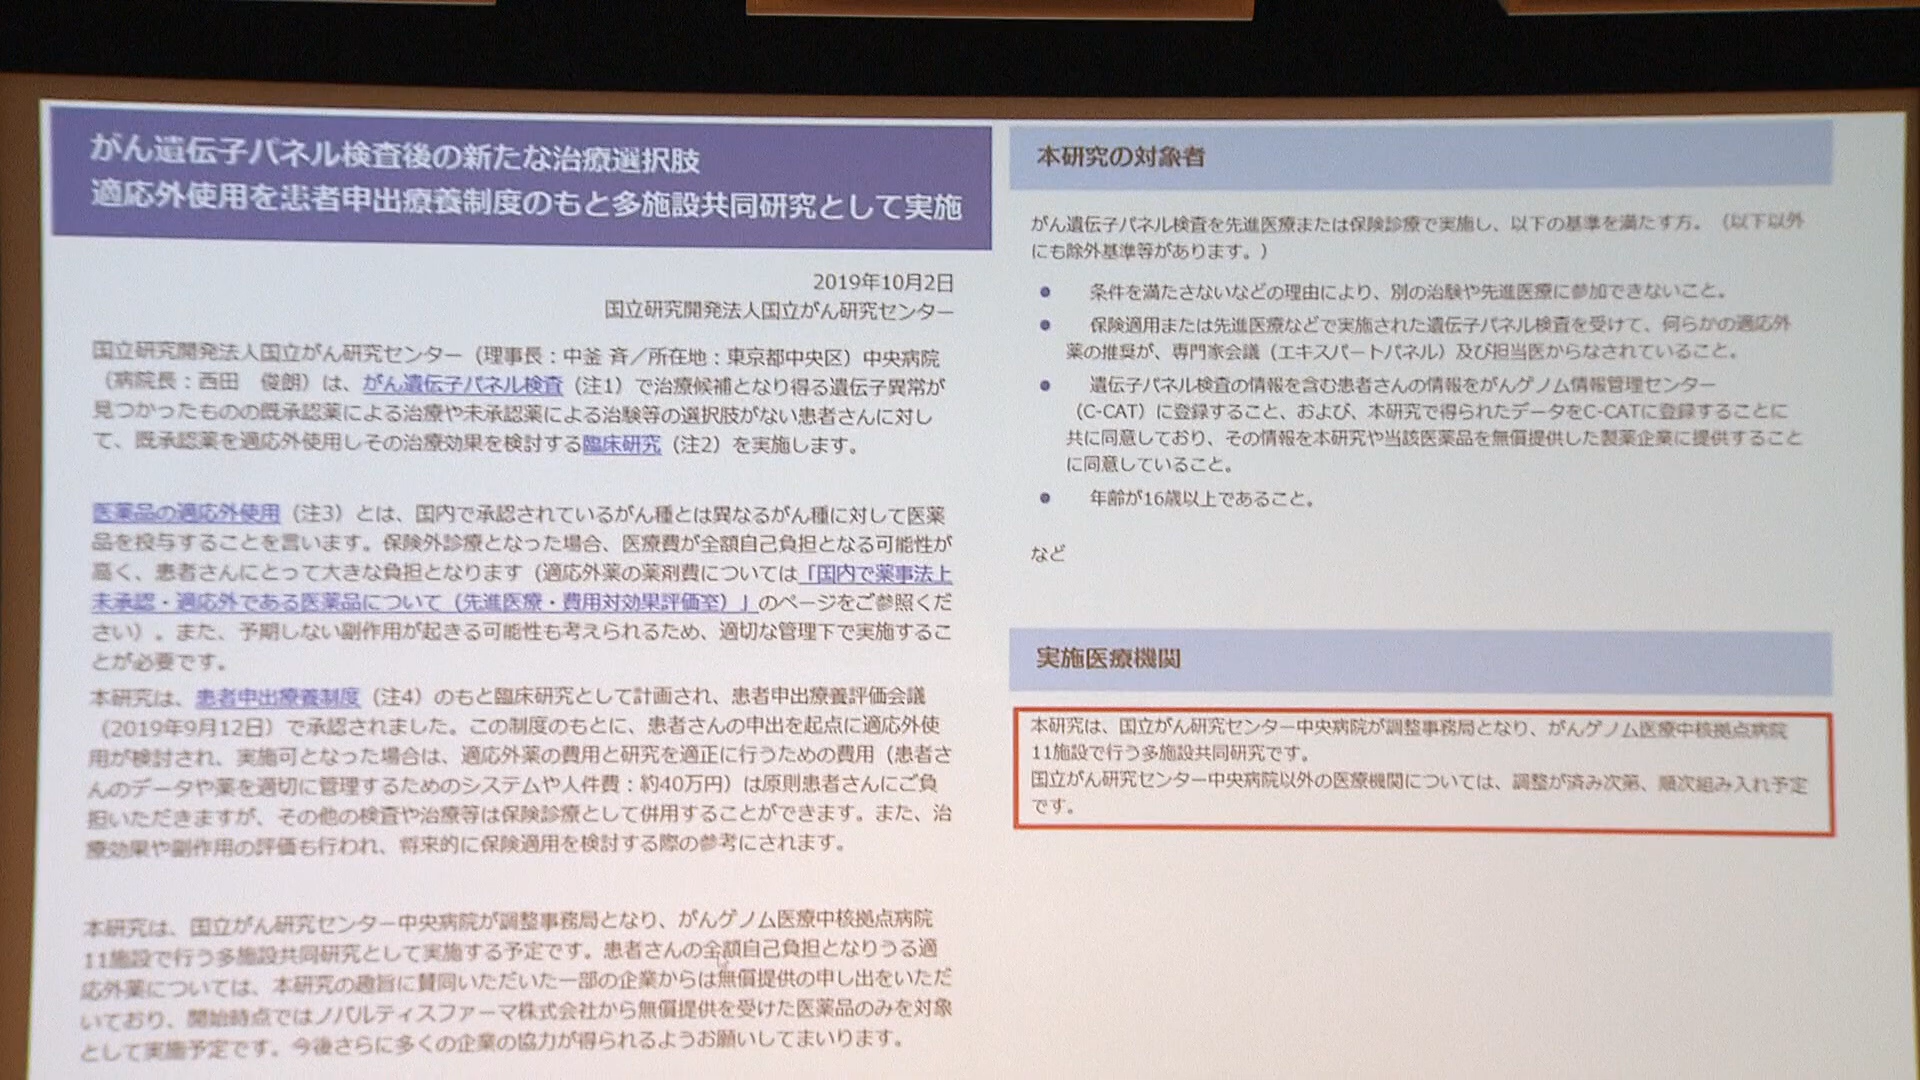 がん遺伝子パネル検査後の新たな治療選択肢
適応外使用を患者申出療養制度のもと多施設共同研究として実施
2019年10月2日
国立研究開発法人国立がん研究センター
国立研究開発法人国立がん研究センター（理事長：中釜 斉／所在地：東京都中央区）中央病院
（病院長：西田　俊朗）は、がん遺伝子パネル検査（注1）で治療候補となり得る遺伝子異常が
見つかったものの既承認薬による治療や未承認薬による治験等の選択肢がない患者さんに対し
て、既承認薬を適応外使用しその治療効果を検討する臨床研究（注2）を実施します。
医薬品の適応外使用（注3）とは、国内で承認されているがん種とは異なるがん種に対して医薬
品を投与することを言います。保険外診療となった場合、医療費が全額自己負担となる可能性が
高く、患者さんにとって大きな負担となります（適応外薬の薬剤費については「国内で薬事法上
未承認・適応外である医薬品について（先進医療・費用対効果評価室）」のページをご参照くだ
さい）。また、予期しない副作用が起きる可能性も考えられるため、適切な管理下で実施するこ
とが必要です。
本研究は、患者申出療養制度（注4）のもと臨床研究として計画され、患者申出療養評価会議
（2019年9月12日）で承認されました。この制度のもとに、患者さんの申出を起点に適応外使
用が検討され、実施可となった場合は、適応外薬の費用と研究を適正に行うための費用（患者さ
んのデータや薬を適切に管理するためのシステムや人件費：約40万円）は原則患者さんにご負
担いただきますが、その他の検査や治療等は保険診療として併用することができます。また、治
療効果や副作用の評価も行われ、将来的に保険適用を検討する際の参考にされます。
本研究は、国立がん研究センター中央病院が調整事務局となり、がんゲノム医療中核拠点病院
11施設で行う多施設共同研究として実施する予定です。患者さんの全額自己負担となりうる適
応外薬については、本研究の趣旨に賛同いただいた一部の企業からは無償提供の申し出をいただ
いており、開始時点ではノバルティスファーマ株式会社から無償提供を受けた医薬品のみを対象
として実施予定です。今後さらに多くの企業の協力が得られるようお願いしてまいります。
本研究の対象者
がん遺伝子パネル検査を先進医療または保険診療で実施し、以下の基準を満たす方。（以下以外
にも除外基準等があります。）
● 条件を満たさないなどの理由により、別の治験や先進医療に参加できないこと。
● 保険適用または先進医療などで実施された遺伝子パネル検査を受けて、何らかの適応外
薬の推奨が、専門家会議（エキスパートパネル）及び担当医からなされていること。
● 遺伝子パネル検査の情報を含む患者さんの情報をがんゲノム情報管理センター
（C-CAT）に登録すること、および、本研究で得られたデータをC-CATに登録することに
共に同意しており、その情報を本研究や当該医薬品を無償提供した製薬企業に提供すること
に同意していること。
● 年齢が16歳以上であること。
など
実施医療機関
本研究は、国立がん研究センター中央病院が調整事務局となり、がんゲノム医療中核拠点病院
11施設で行う多施設共同研究です。
国立がん研究センター中央病院以外の医療機関については、調整が済み次第、順次組み入れ予定
です。